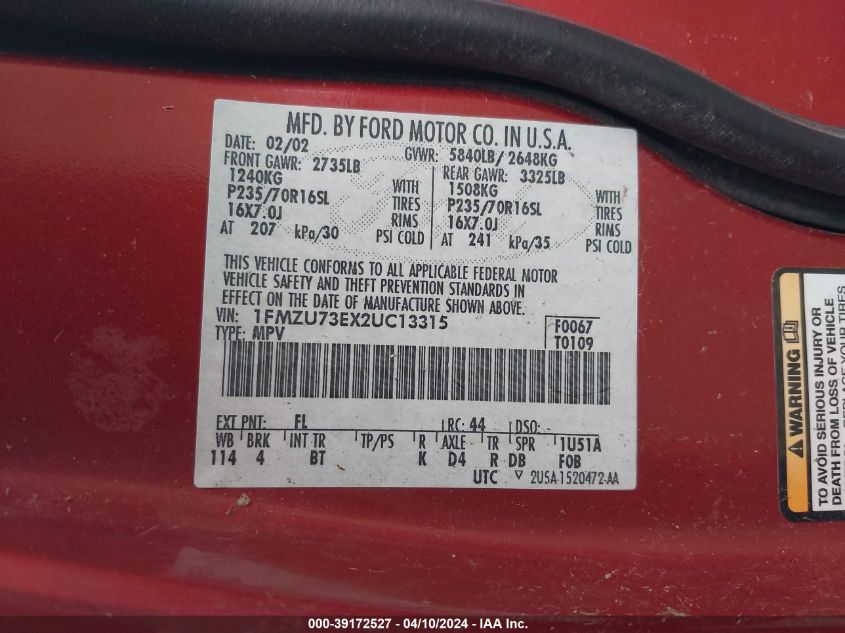 MFD. BY FORD MOTOR CO. IN U.S.A.
DATE: 02/02 GVWR: 5840LB/ 2648KG
FRONT GAWR: 2735LB REAR GAWR: 3325LB
1240KG WITH 1508KG WITH
P235/70R16SL TIRES P235/70R16SL TIRES
16X7.0J RIMS 16X7.0J RIMS
AT 207 kPa/30 PSI COLD AT 241 kPa/35 PSI COLD
THIS VEHICLE CONFORMS TO ALL APPLICABLE FEDERAL MOTOR
VEHICLE SAFETY AND THEFT PREVENTION STANDARDS IN
EFFECT ON THE DATE OF MANUFACTURE SHOWN ABOVE.
VIN: 1FMZU73EX2UC13315 F0067
TYPE: MPV T0109
EXT PNT: FL RC: 44 DSO:
WB BRK INT TR TP/PS R AXLE TR SPR 1U51A
114 4 BT K D4 R DB F0B
UTC ▽ 2U5A-1520472-AA
WARNING
TO AVOID SERIOUS INJURY OR
DEATH FROM LOSS OF VEHICLE
000-39172527 - 04/10/2024 - IAAI, Inc.